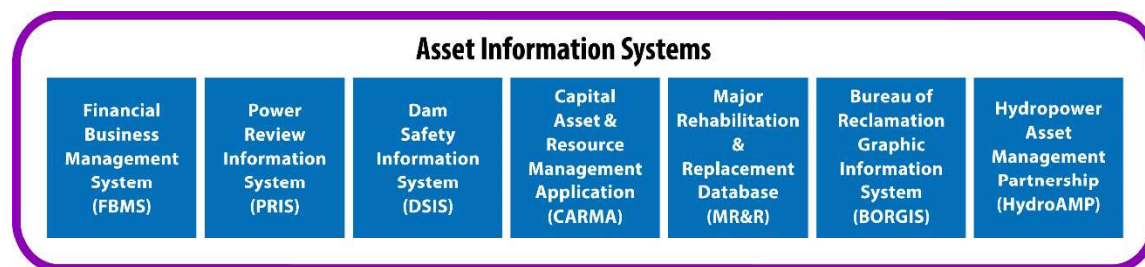 Asset Information Systems
Financial
Business
Management
System
(FBMS)
Power
Review
Information
System
(PRIS)
Dam
Safety
Information
System
(DSIS)
Capital
Asset &
Resource
Management
Application
(CARMA)
Major
Rehabilitation
&
Replacement
Database
(MR&R)
Bureau of
Reclamation
Graphic
Information
System
(BORGIS)
Hydropower
Asset
Management
Partnership
(HydroAMP)